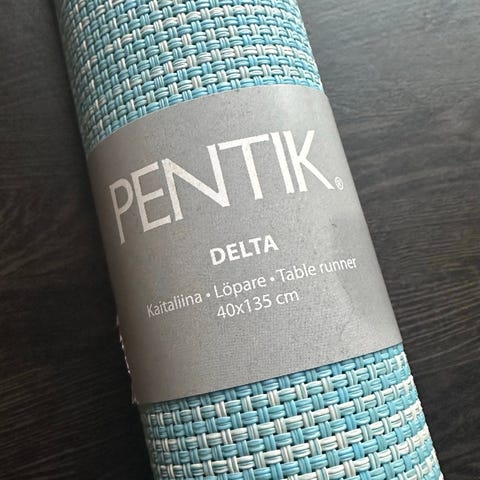 PENTIK®
DELTA
Kaitaliina • Löpare • Table runner
40x135 cm